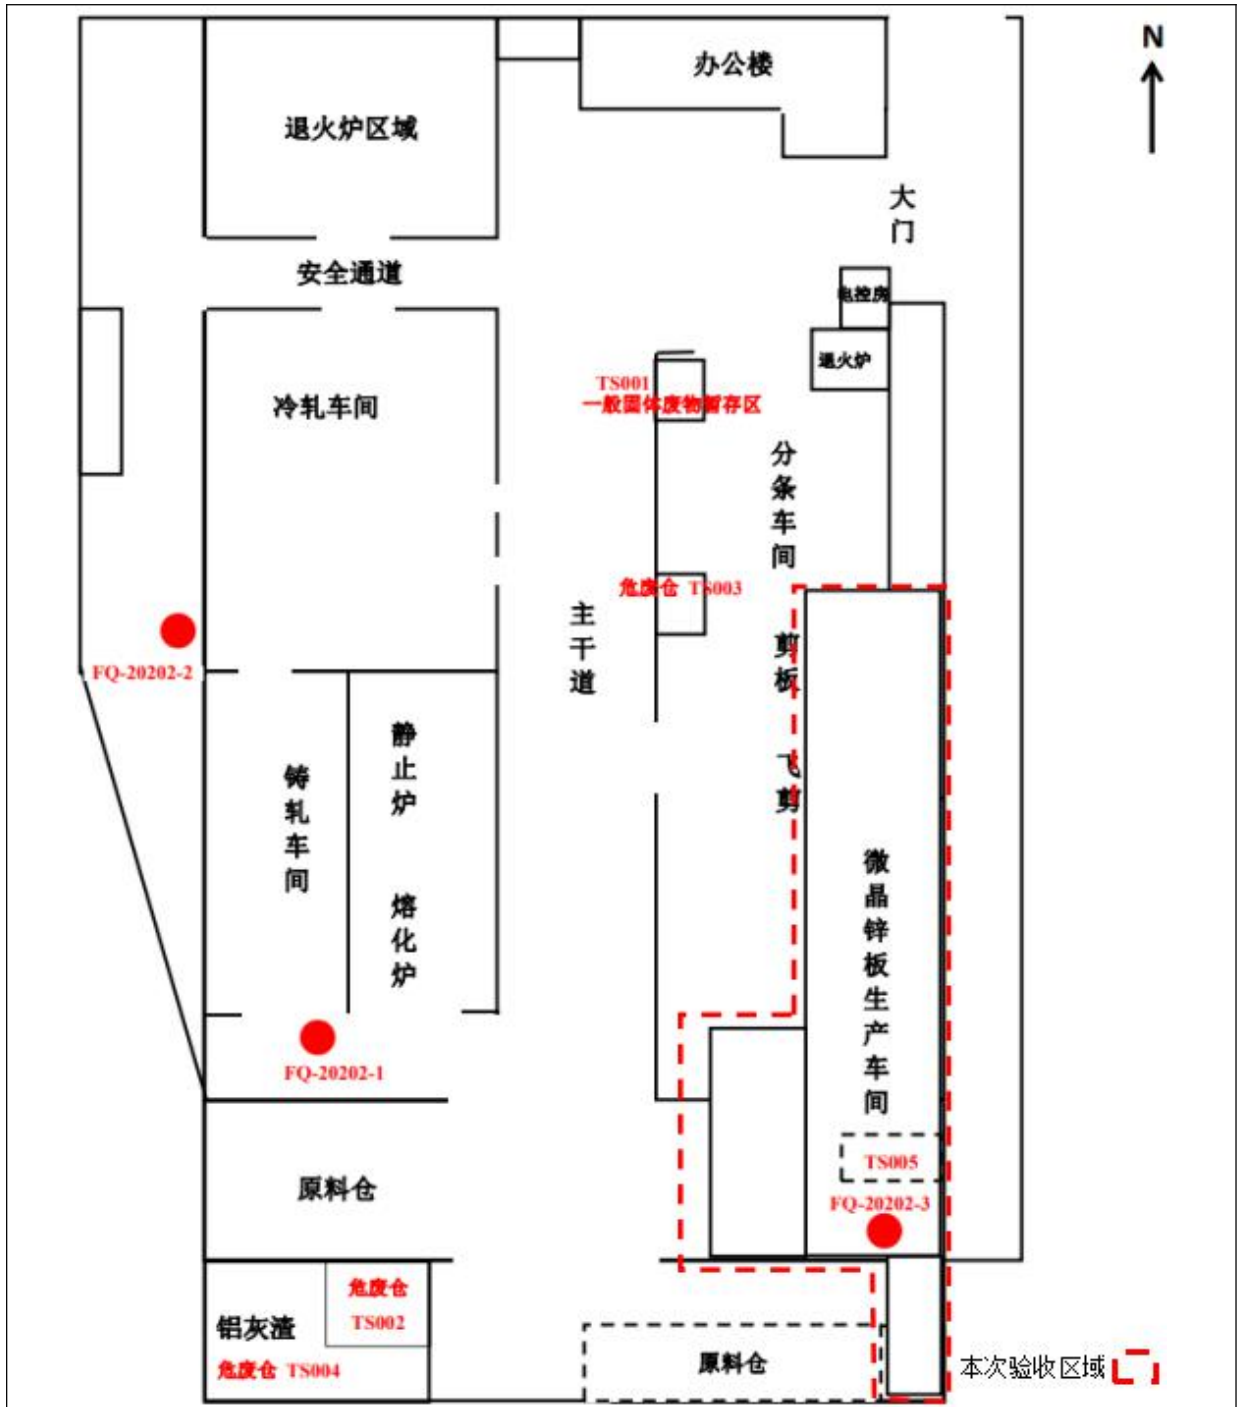 N
办公楼
退火炉区域
大门
安全通道
电控房
退火炉
TS001
一般固体废物暂存区
冷轧车间
分条车间
危废仓 TS003
主干道
剪板 飞剪
FQ-20202-2
静止炉 熔化炉
铸轧车间
微晶锌板生产车间
FQ-20202-1
TS005
原料仓
FQ-20202-3
危废仓
TS002
铝灰渣
危废仓 TS004
原料仓
本次验收区域